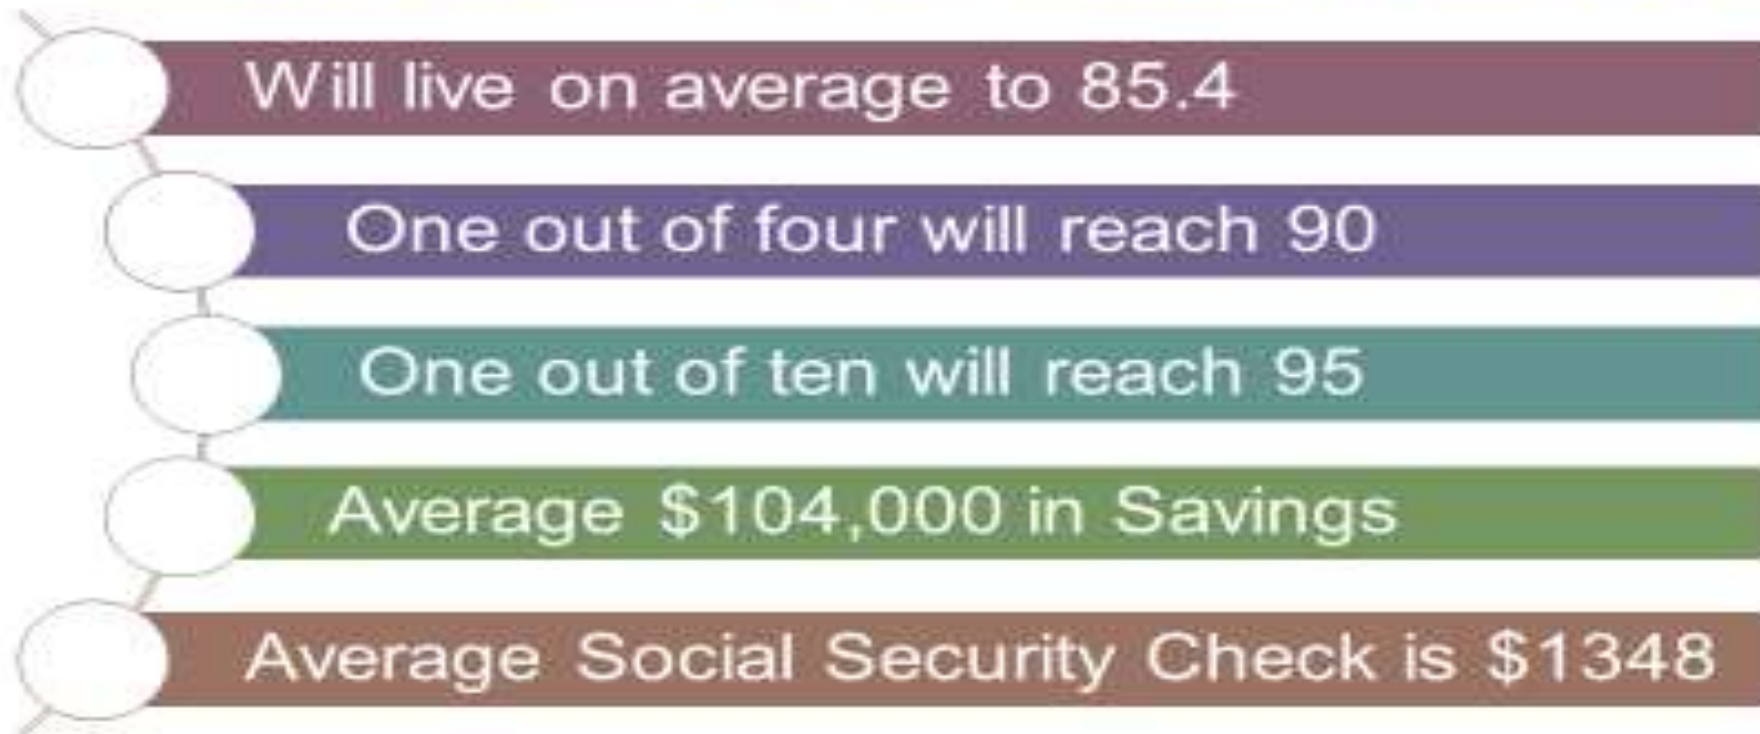 Will live on average to 85.4
One out of four will reach 90
One out of ten will reach 95
Average $104,000 in Savings
Average Social Security Check is $1348